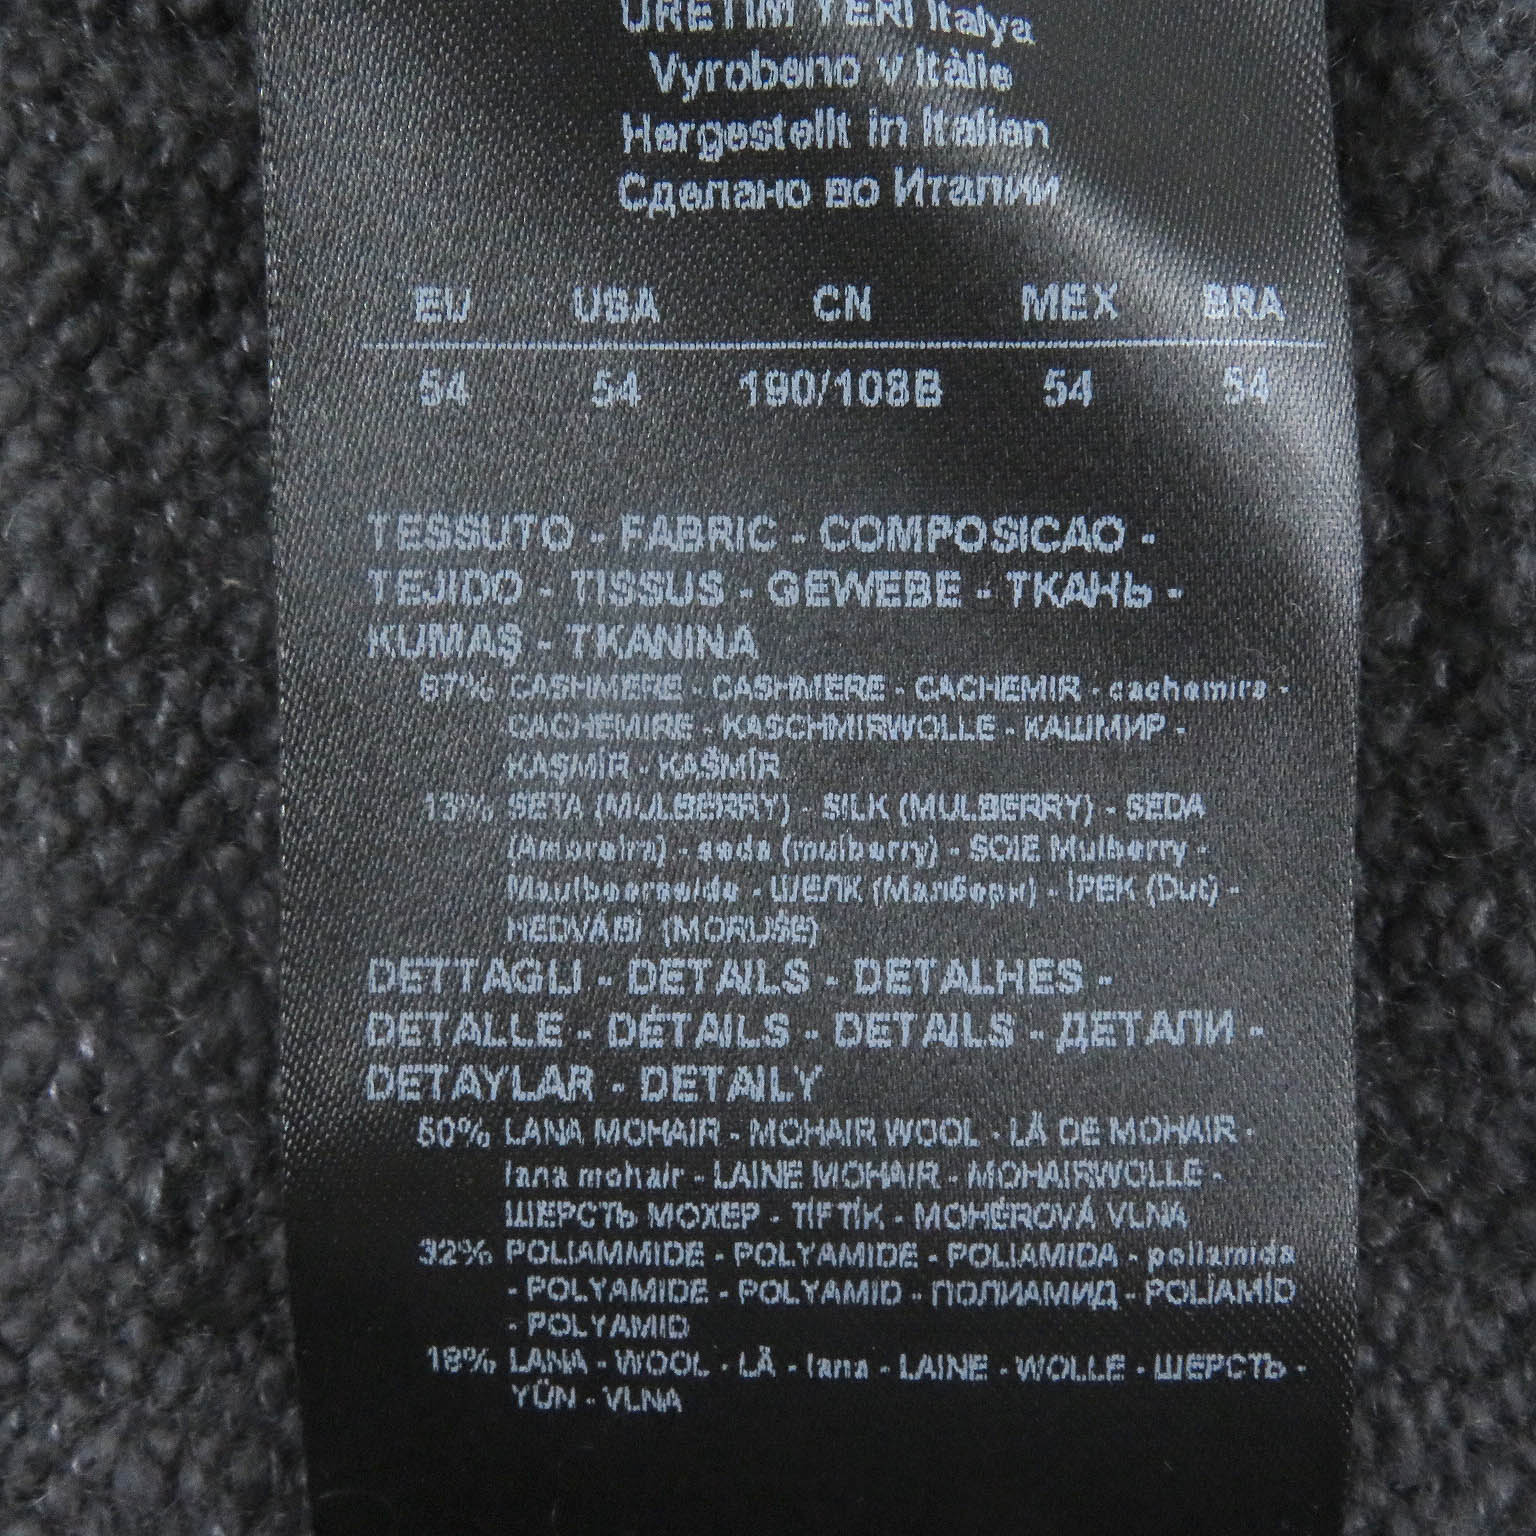 ÜRETİM YERİ İtalya
Vyrobeno v Itálie
Hergestellt in Italien
Сделано во Италии
EU USA CN MEX BRA
54 54 190/108B 54 54
TESSUTO - FABRIC - COMPOSICAO -
TEJIDO - TISSUS - GEWEBE - ТКАНЬ -
KUMAŞ - TKANINA
87% CASHMERE - CASHMERE - CACHEMIR - cachemira -
CACHEMIRE - KASCHMIRWOLLE - КАШМИР -
KAŞMİR - KAŠMÍR
13% SETA (MULBERRY) - SILK (MULBERRY) - SEDA
(Amoreira) - seda (mulberry) - SOIE Mulberry -
Maulbeerseide - ШЕЛК (Малбери) - İPEK (Dut) -
HEDVÁBÍ (MORUŠE)
DETTAGLI - DETAILS - DETALHES -
DETALLE - DÉTAILS - DETAILS - ДЕТАЛИ -
DETAYLAR - DETAILY
50% LANA MOHAIR - MOHAIR WOOL - LÃ DE MOHAIR -
lana mohair - LAINE MOHAIR - MOHAIRWOLLE -
ШЕРСТЬ МОХЕР - TİFTİK - MOHÉROVÁ VLNA
32% POLIAMMIDE - POLYAMIDE - POLIAMIDA - poliamida
- POLYAMIDE - POLYAMID - ПОЛИАМИД - POLİAMİD
- POLYAMID
18% LANA - WOOL - LÃ - lana - LAINE - WOLLE - ШЕРСТЬ -
YÜN - VLNA